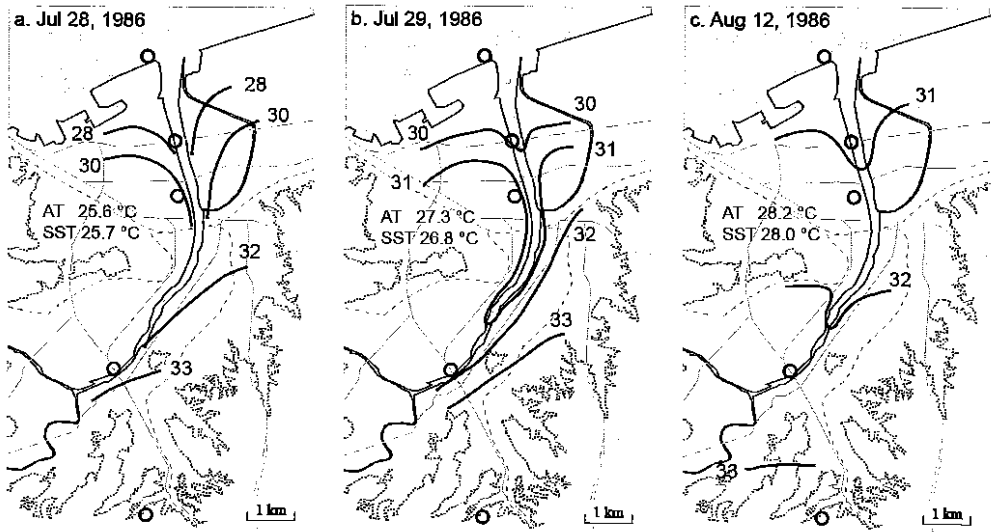 a. Jul 28, 1986
28
30
28
30
AT 25.6 °C
SST 25.7 °C
32
33
1 km
b. Jul 29, 1986
30
30
31
31
AT 27.3 °C
SST 26.8 °C
32
33
1 km
c. Aug 12, 1986
31
AT 28.2 °C
SST 28.0 °C
32
33
1 km